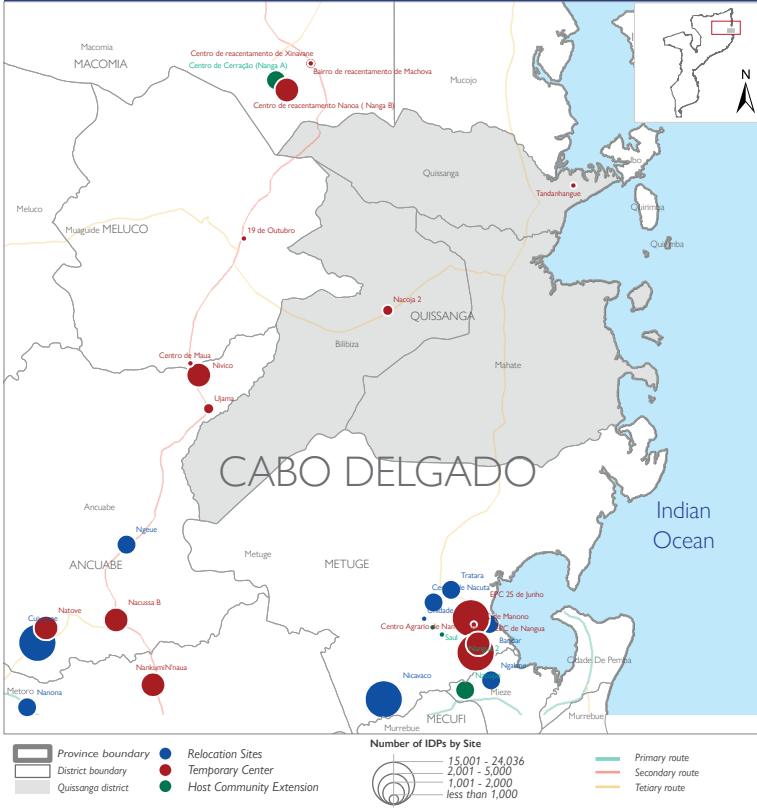 Centro de reacentamento de Xinavane
Macomia
MACOMIA
Centro de Cerração (Nanga A)
Bairro de reacentamento de Machova
Mucojo
N
Centro de reacentamento Nanoa ( Nanga B)
Ibo
Quissanga
Tandanhangue
Meluco
Quirimba
Muaguide MELUCO
19 de Outubro
Quirimba
Nacoja 2
QUISSANGA
Bilibiza
Centro de Maua
Nivico
Mahate
Ujama
CABO DELGADO
Ancuabe
Indian
Ocean
Ngeue
Metuge
METUGE
ANCUABE
Tratara
de Nacuta
EPC 25 de Junho
Nacussa B
Natove
de Manono
Centro Agrario de
EPC de Nangua
Saul
Cidade De Pemba
NankumiN'naua
Nicavaco
Metoro
Nanona
Mieze
MECUFI
Murrebue
Murrebue
Province boundary
District boundary
Quissanga district
Relocation Sites
Temporary Center
Host Community Extension
Number of IDPs by Site
15,001 - 24,036
2,001 - 5,000
1,001 - 2,000
less than 1,000
Primary route
Secondary route
Tetiary route